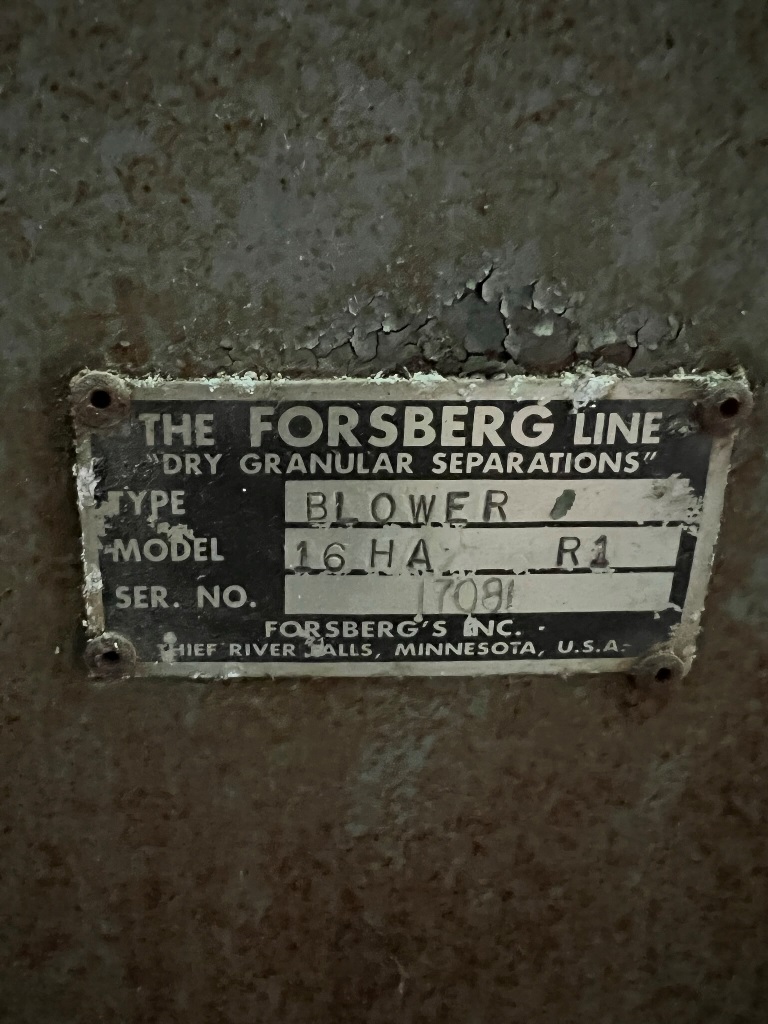 THE FORSBERG LINE
"DRY GRANULAR SEPARATIONS"
TYPE BLOWER
MODEL 16 HA R1
SER. NO. 17081
FORSBERG'S INC.
THIEF RIVER FALLS, MINNESOTA, U.S.A.